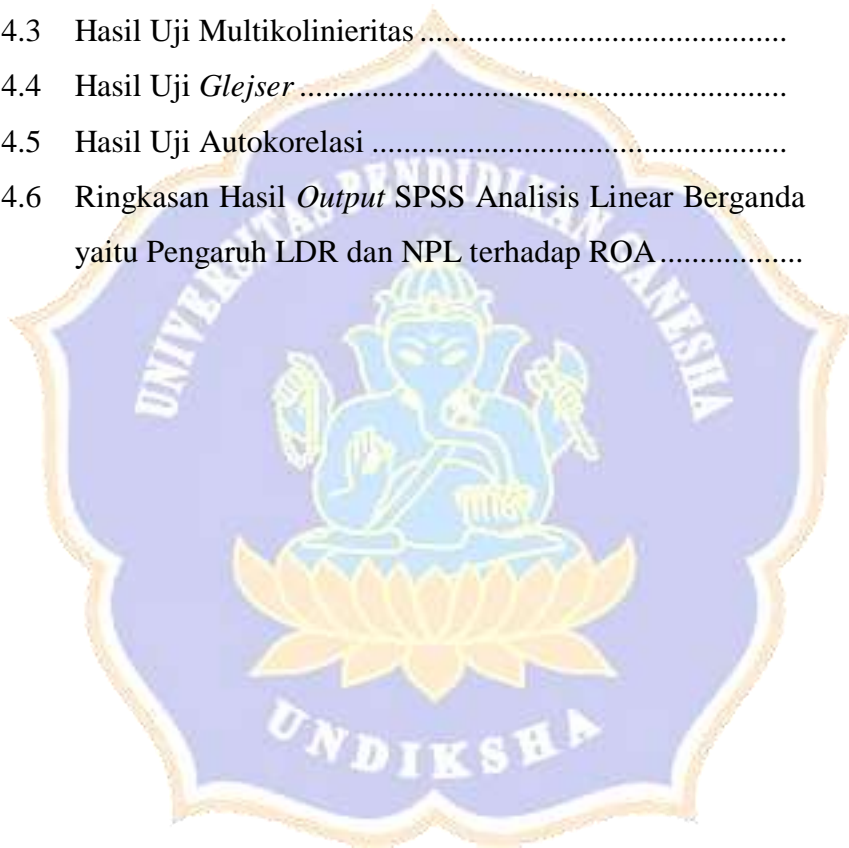 4.3 Hasil Uji Multikolinieritas ..........................................
4.4 Hasil Uji Glejser ........................................................
4.5 Hasil Uji Autokorelasi ................................................
4.6 Ringkasan Hasil Output SPSS Analisis Linear Berganda
yaitu Pengaruh LDR dan NPL terhadap ROA .................
UNIVERSITAS PENDIDIKAN GANESHA
UNDIKSHA